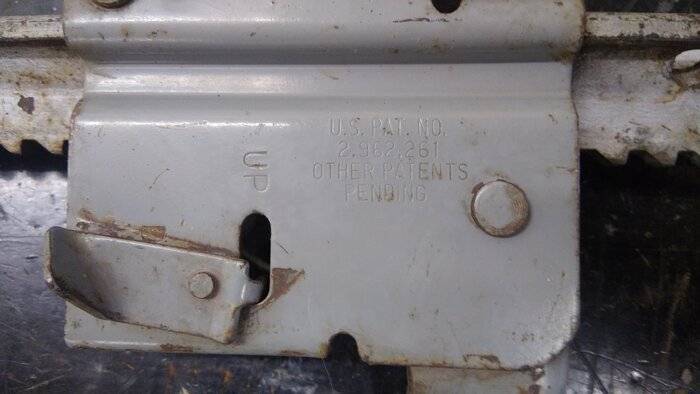 U.S. PAT. NO.
2,962,261
OTHER PATENTS
PENDING
UP